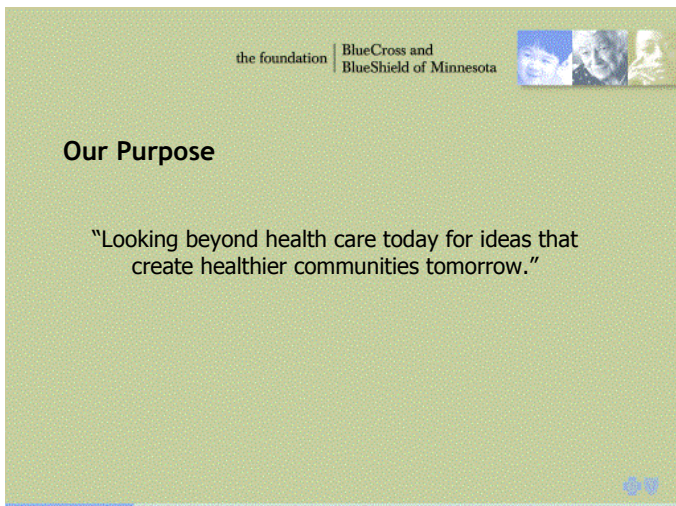 the foundation | BlueCross and
BlueShield of Minnesota
Our Purpose
“Looking beyond health care today for ideas that
create healthier communities tomorrow.”